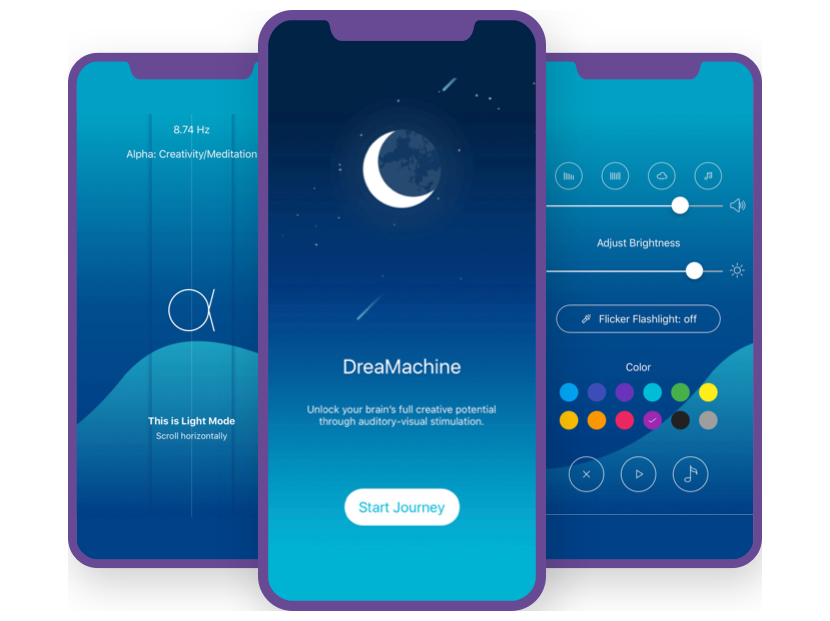 8.74 Hz
Alpha: Creativity/Meditation
α
This is Light Mode
Scroll horizontally
DreaMachine
Unlock your brain's full creative potential
through auditory-visual stimulation.
Start Journey
Adjust Brightness
Flicker Flashlight: off
Color